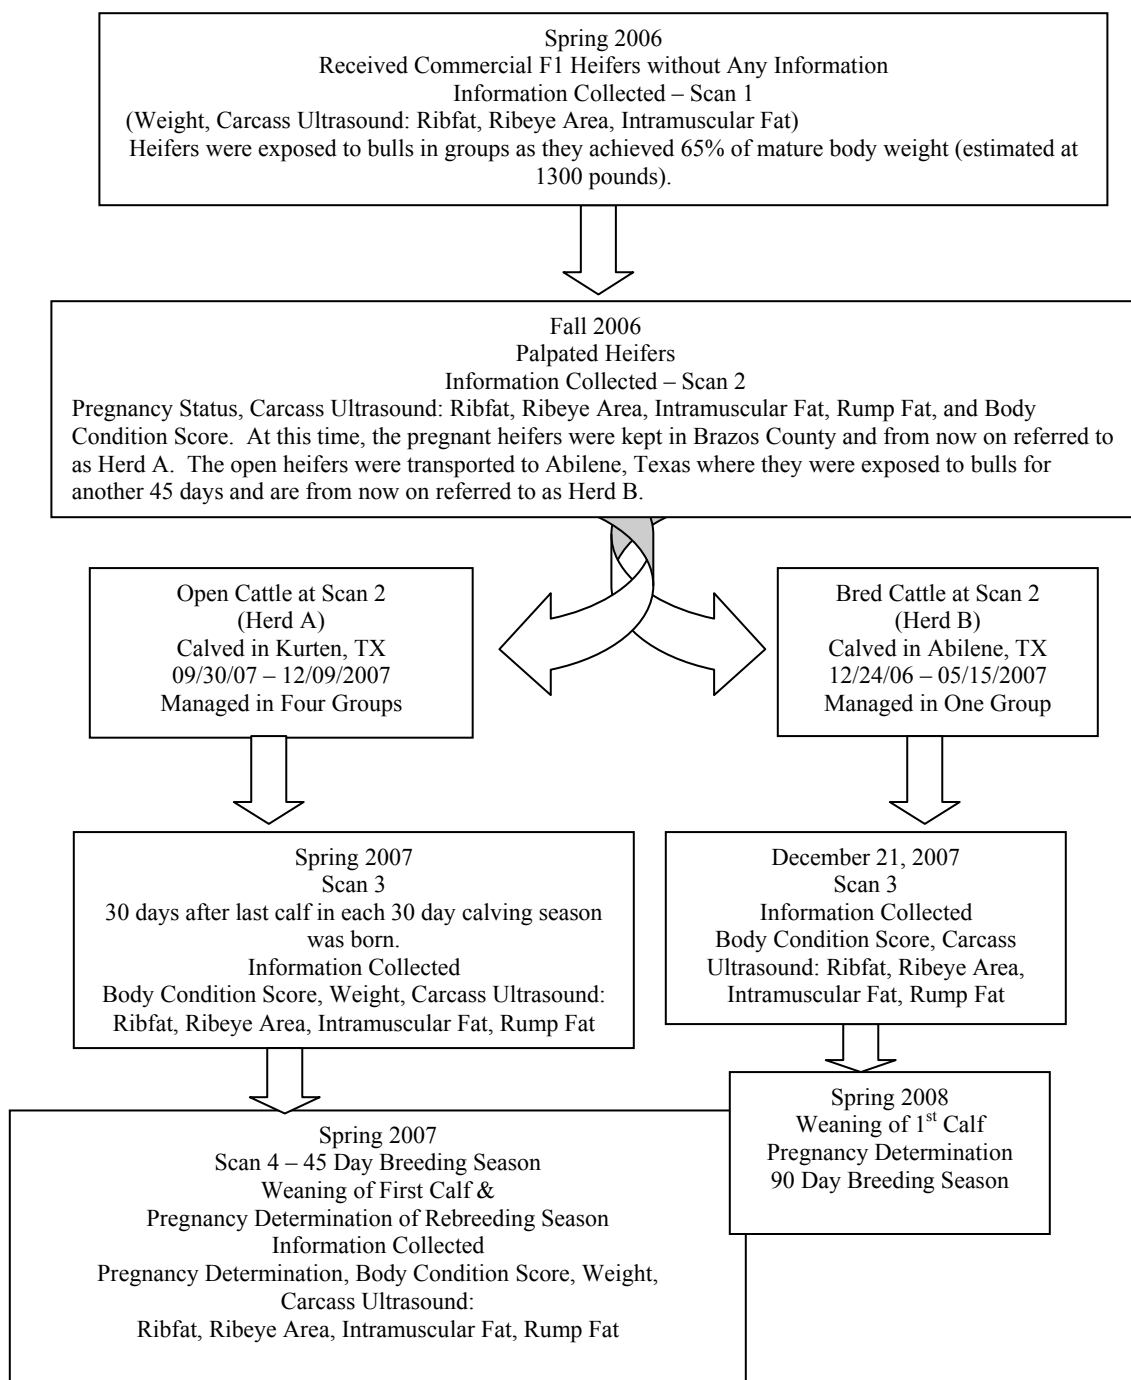 Spring 2006
Received Commercial F1 Heifers without Any Information
Information Collected – Scan 1
(Weight, Carcass Ultrasound: Ribfat, Ribeye Area, Intramuscular Fat)
Heifers were exposed to bulls in groups as they achieved 65% of mature body weight (estimated at
1300 pounds).
Fall 2006
Palpated Heifers
Information Collected – Scan 2
Pregnancy Status, Carcass Ultrasound: Ribfat, Ribeye Area, Intramuscular Fat, Rump Fat, and Body
Condition Score. At this time, the pregnant heifers were kept in Brazos County and from now on referred to
as Herd A. The open heifers were transported to Abilene, Texas where they were exposed to bulls for
another 45 days and are from now on referred to as Herd B.
Open Cattle at Scan 2
(Herd A)
Calved in Kurten, TX
09/30/07 – 12/09/2007
Managed in Four Groups
Bred Cattle at Scan 2
(Herd B)
Calved in Abilene, TX
12/24/06 – 05/15/2007
Managed in One Group
Spring 2007
Scan 3
30 days after last calf in each 30 day calving season
was born.
Information Collected
Body Condition Score, Weight, Carcass Ultrasound:
Ribfat, Ribeye Area, Intramuscular Fat, Rump Fat
December 21, 2007
Scan 3
Information Collected
Body Condition Score, Carcass
Ultrasound: Ribfat, Ribeye Area,
Intramuscular Fat, Rump Fat
Spring 2007
Scan 4 – 45 Day Breeding Season
Weaning of First Calf &
Pregnancy Determination of Rebreeding Season
Information Collected
Pregnancy Determination, Body Condition Score, Weight,
Carcass Ultrasound:
Ribfat, Ribeye Area, Intramuscular Fat, Rump Fat
Spring 2008
Weaning of 1st Calf
Pregnancy Determination
90 Day Breeding Season